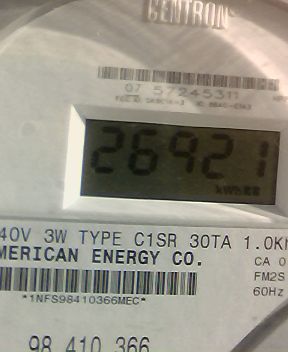 CENTRON
07 57245311
26921
kWh
40V 3W TYPE C1SR 30TA 1.0K
MERICAN ENERGY CO.
CA 0
FM2S
60Hz
*1NFS98410366MEC*
98 410 366